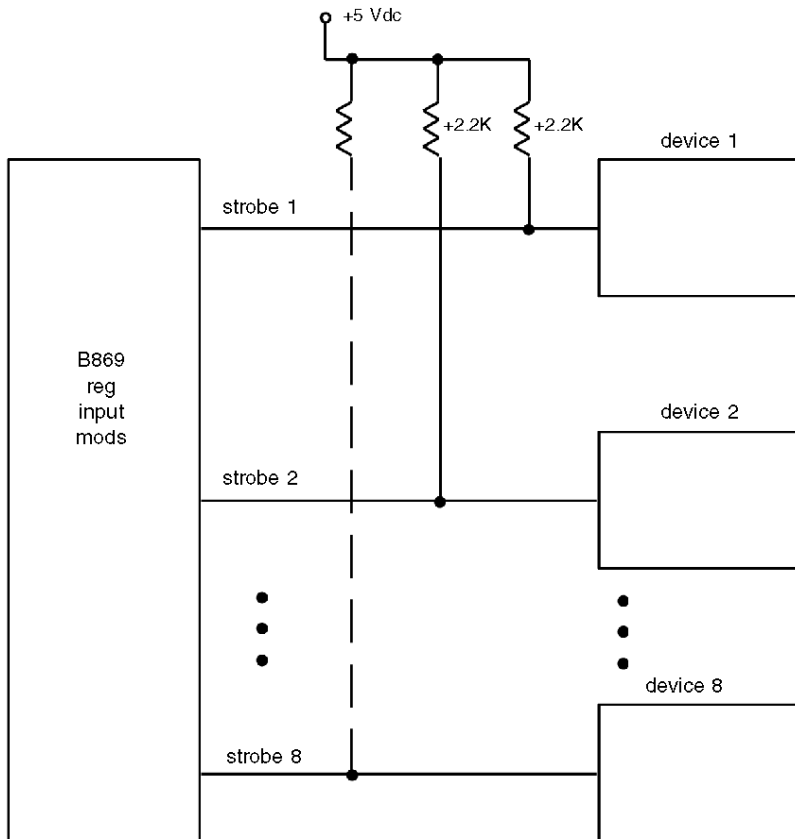 +5 Vdc
+2.2K
+2.2K
device 1
strobe 1
B869
reg
input
mods
device 2
strobe 2
device 8
strobe 8